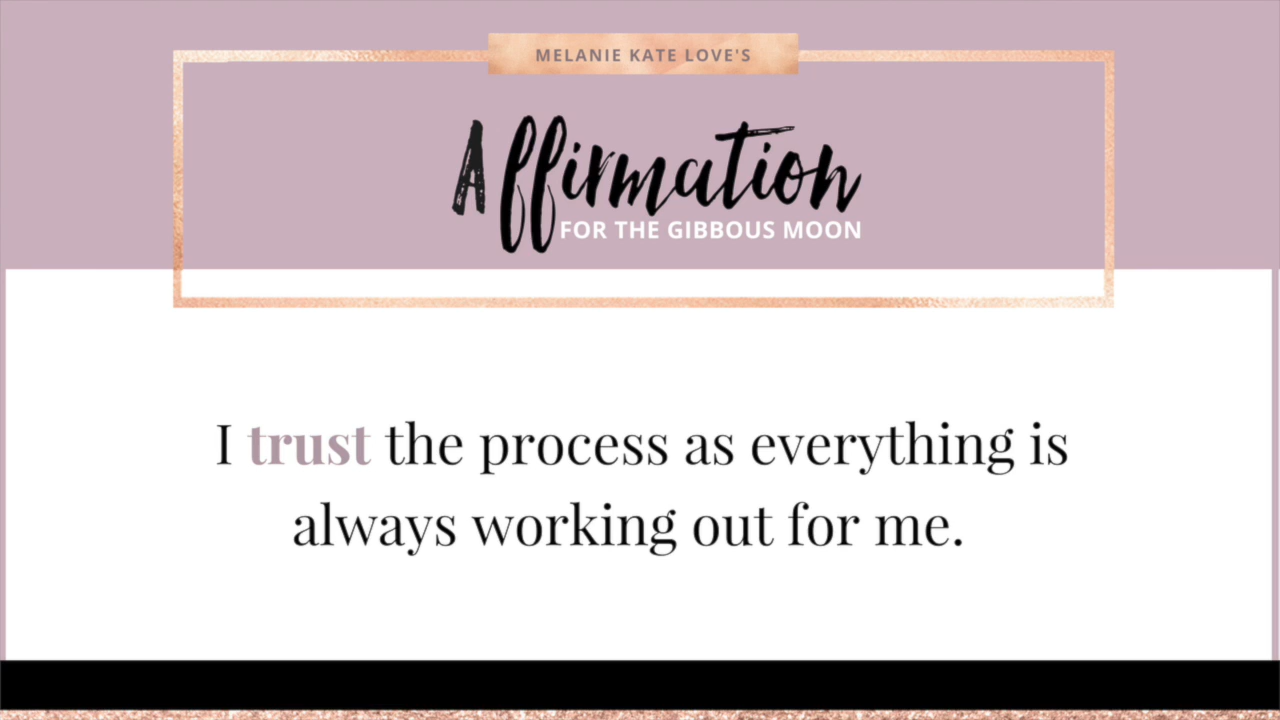 MELANIE KATE LOVE'S
Affirmation
FOR THE GIBBOUS MOON
I trust the process as everything is
always working out for me.